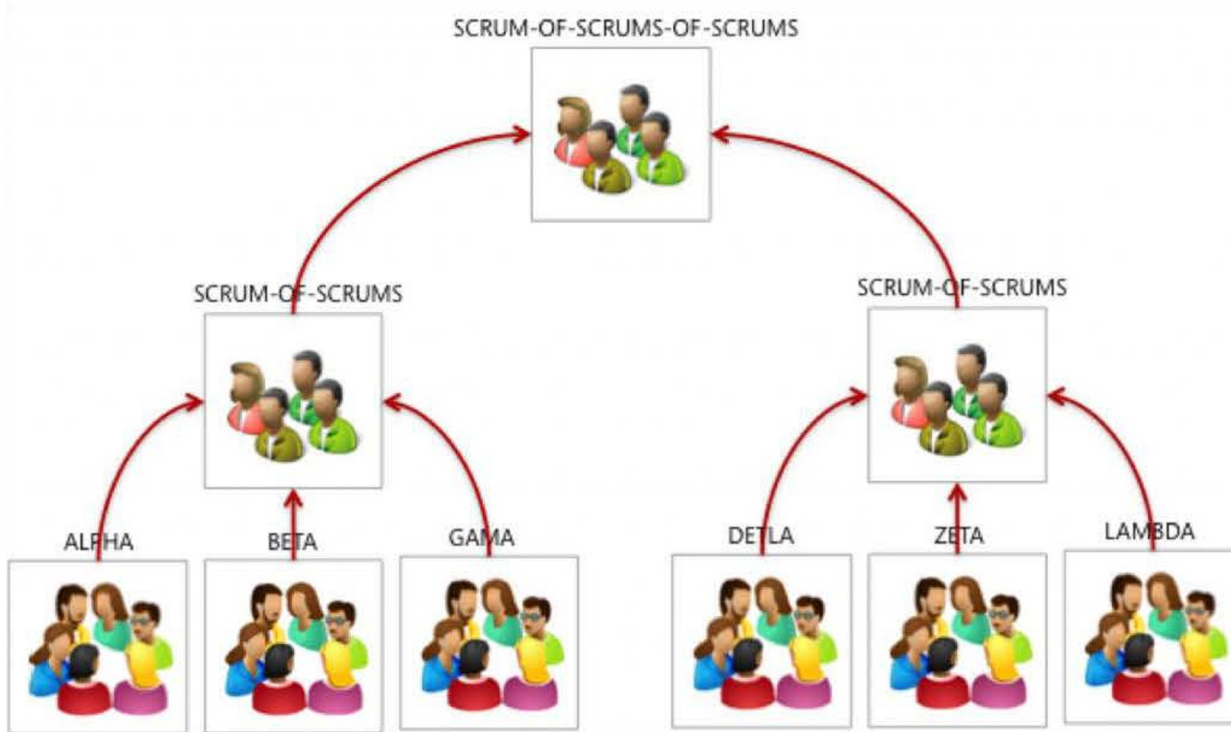 SCRUM-OF-SCRUMS-OF-SCRUMS
SCRUM-OF-SCRUMS
SCRUM-OF-SCRUMS
ALPHA
BETA
GAMA
DETLA
ZETA
LAMBDA